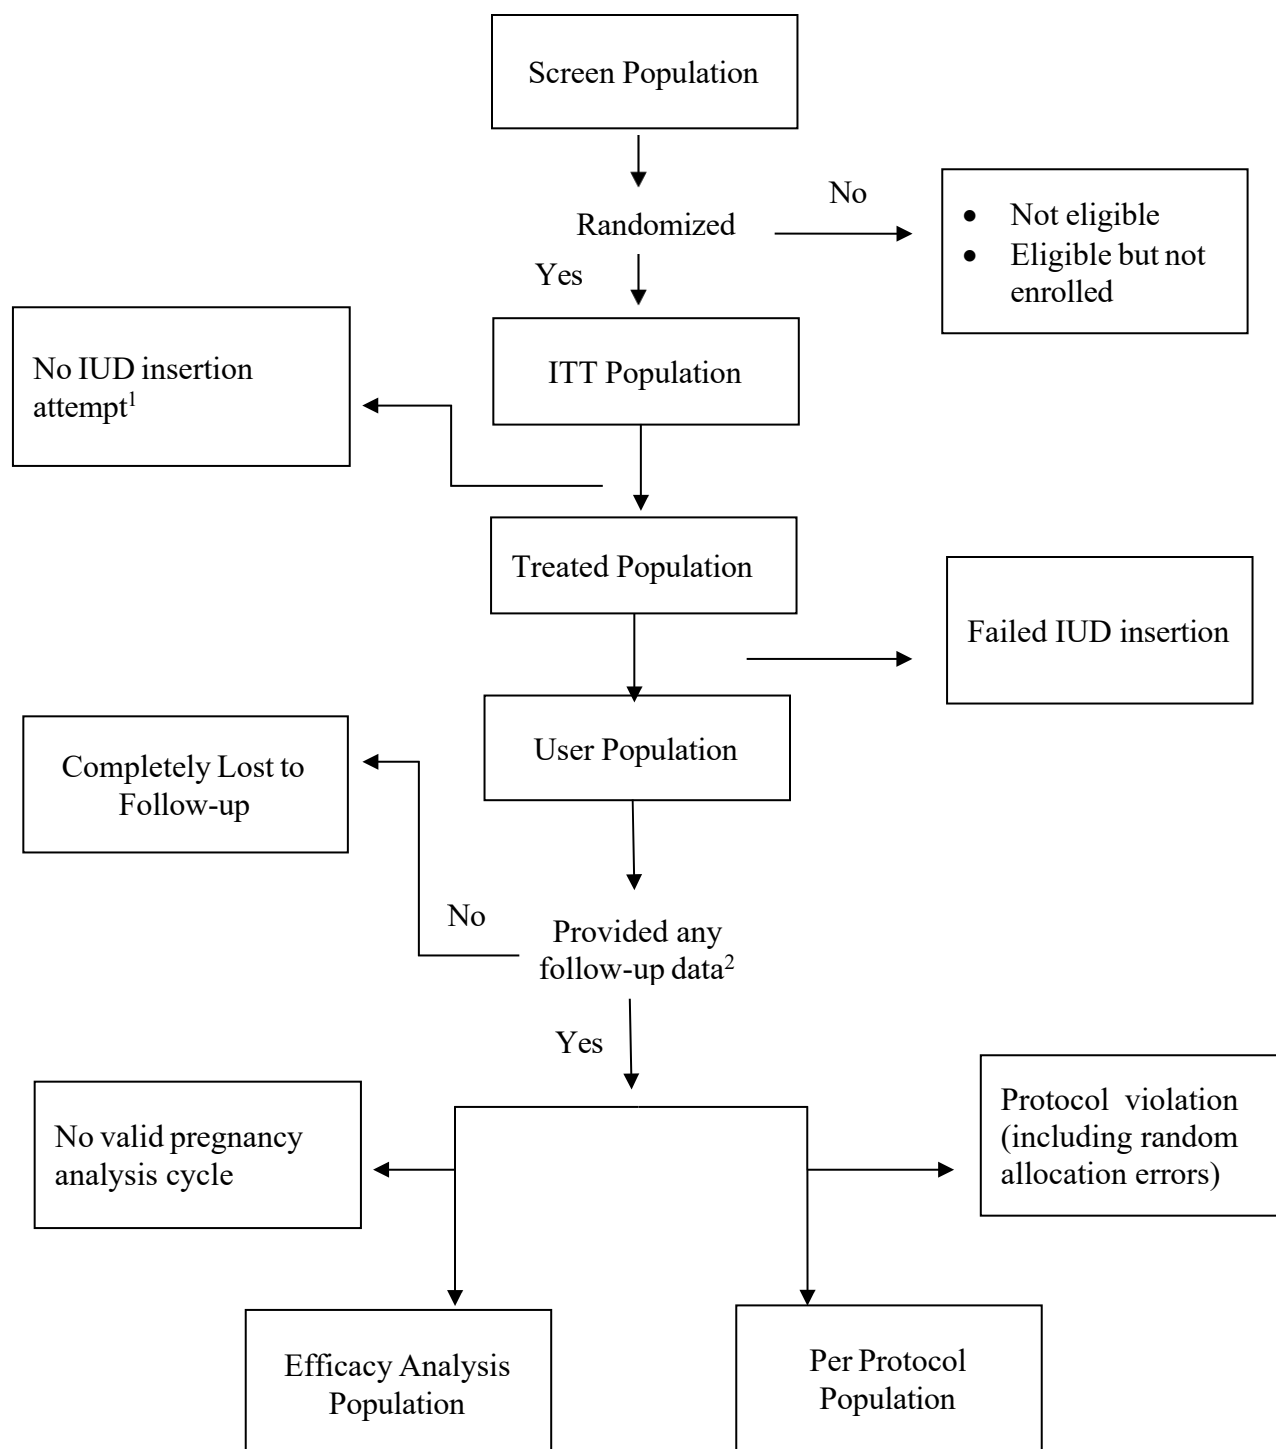 Screen Population
No
Randomized
• Not eligible
• Eligible but not
enrolled
Yes
No IUD insertion
attempt¹
ITT Population
Treated Population
Failed IUD insertion
User Population
Completely Lost to
Follow-up
No
Provided any
follow-up data²
Yes
No valid pregnancy
analysis cycle
Protocol violation
(including random
allocation errors)
Efficacy Analysis
Population
Per Protocol
Population